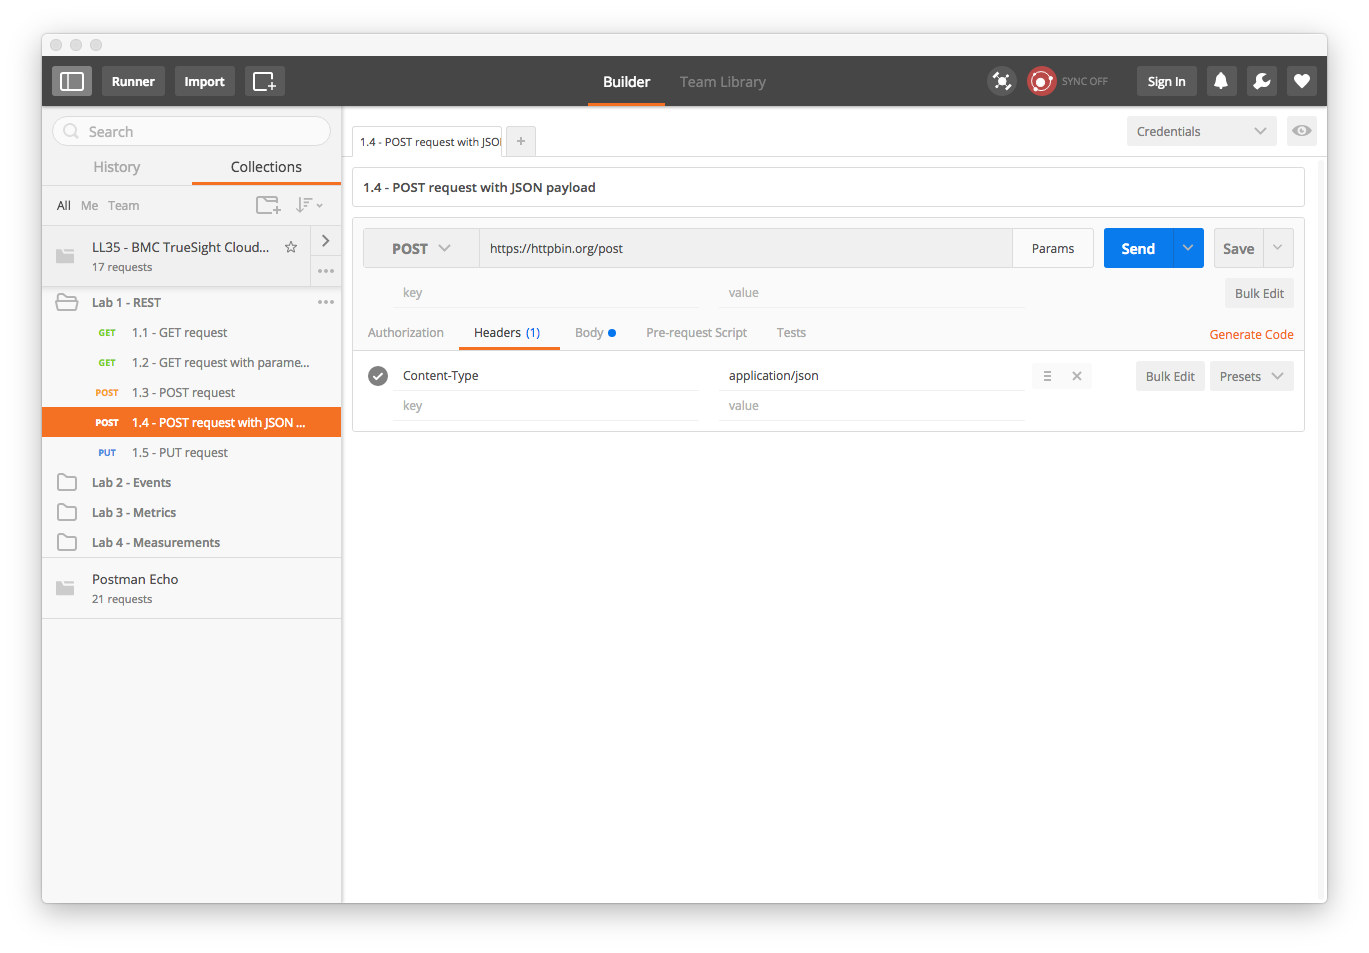 Runner
Import
Builder
Team Library
SYNC OFF
Sign In
Search
History
Collections
All Me Team
LL35 - BMC TrueSight Cloud...
17 requests
Lab 1 - REST
GET 1.1 - GET request
GET 1.2 - GET request with parame...
POST 1.3 - POST request
POST 1.4 - POST request with JSON ...
PUT 1.5 - PUT request
Lab 2 - Events
Lab 3 - Metrics
Lab 4 - Measurements
Postman Echo
21 requests
1.4 - POST request with JSO
Credentials
1.4 - POST request with JSON payload
POST https://httpbin.org/post Params Send Save
key value Bulk Edit
Authorization Headers (1) Body Pre-request Script Tests Generate Code
Content-Type application/json Bulk Edit Presets
key value